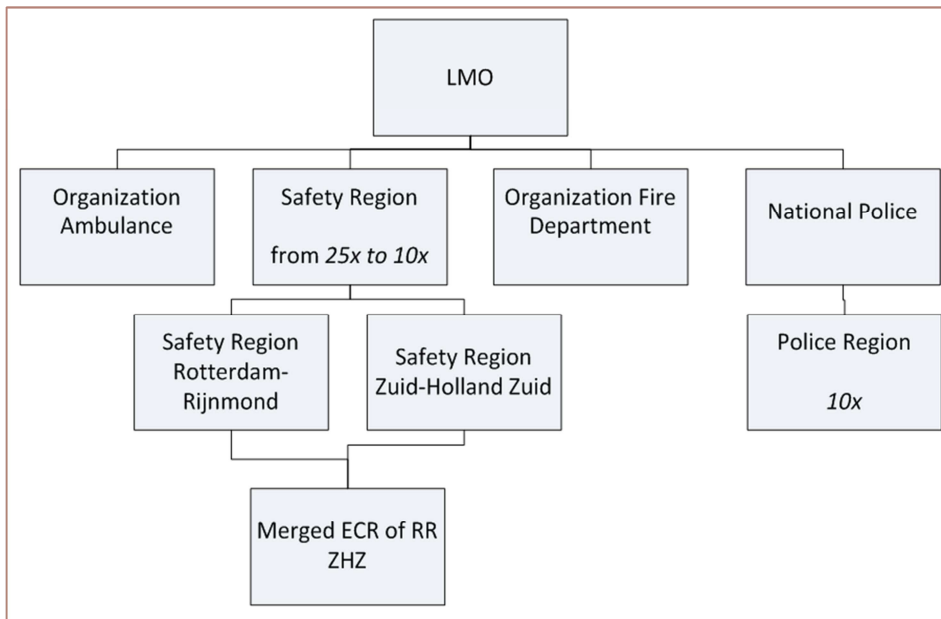 LMO
Organization
Ambulance
Safety Region
from 25x to 10x
Organization Fire
Department
National Police
Safety Region
Rotterdam-
Rijnmond
Safety Region
Zuid-Holland Zuid
Police Region
10x
Merged ECR of RR
ZHZ